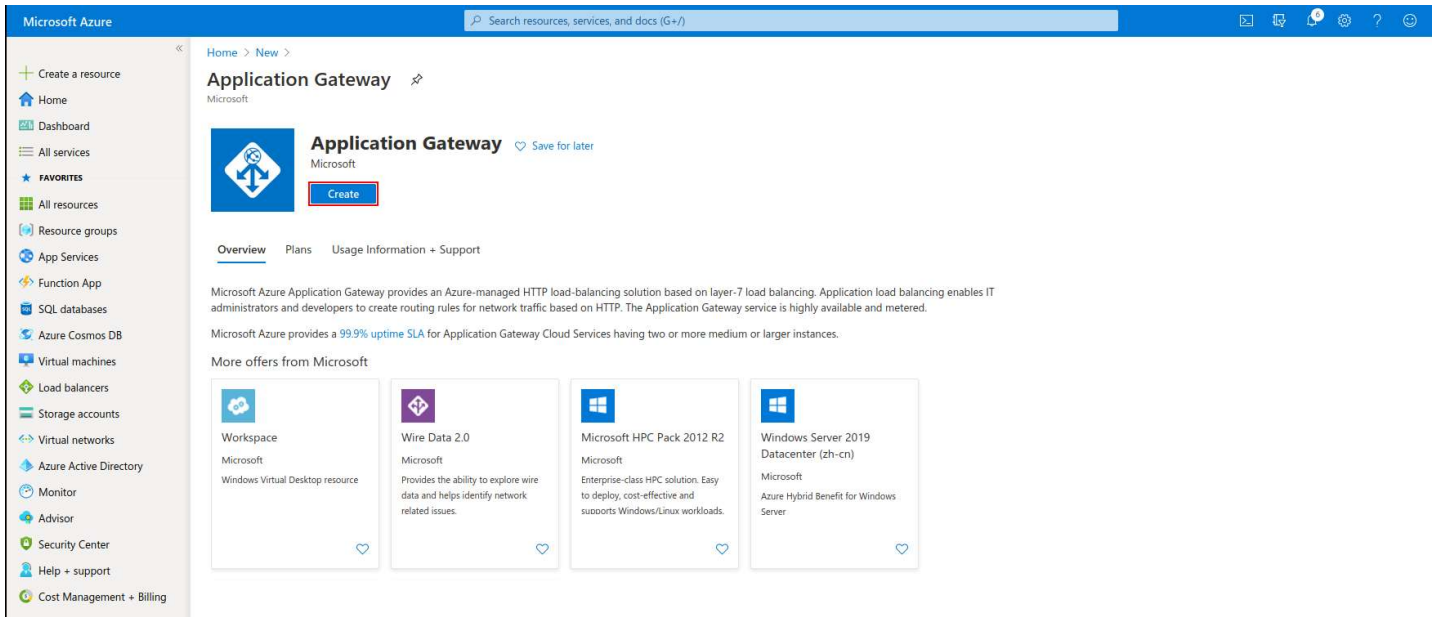 Microsoft Azure
Search resources, services, and docs (G+/)
6
Home > New >
Create a resource
Home
Dashboard
All services
FAVORITES
All resources
Resource groups
App Services
Function App
SQL databases
Azure Cosmos DB
Virtual machines
Load balancers
Storage accounts
Virtual networks
Azure Active Directory
Monitor
Advisor
Security Center
Help + support
Cost Management + Billing
Application Gateway
Microsoft
Application Gateway
Save for later
Microsoft
Create
Overview
Plans
Usage Information + Support
Microsoft Azure Application Gateway provides an Azure-managed HTTP load-balancing solution based on layer-7 load balancing. Application load balancing enables IT
administrators and developers to create routing rules for network traffic based on HTTP. The Application Gateway service is highly available and metered.
Microsoft Azure provides a 99.9% uptime SLA for Application Gateway Cloud Services having two or more medium or larger instances.
More offers from Microsoft
Workspace
Microsoft
Windows Virtual Desktop resource
Wire Data 2.0
Microsoft
Provides the ability to explore wire
data and helps identify network
related issues.
Microsoft HPC Pack 2012 R2
Microsoft
Enterprise-class HPC solution. Easy
to deploy, cost-effective and
supports Windows/Linux workloads.
Windows Server 2019
Datacenter (zh-cn)
Microsoft
Azure Hybrid Benefit for Windows
Server